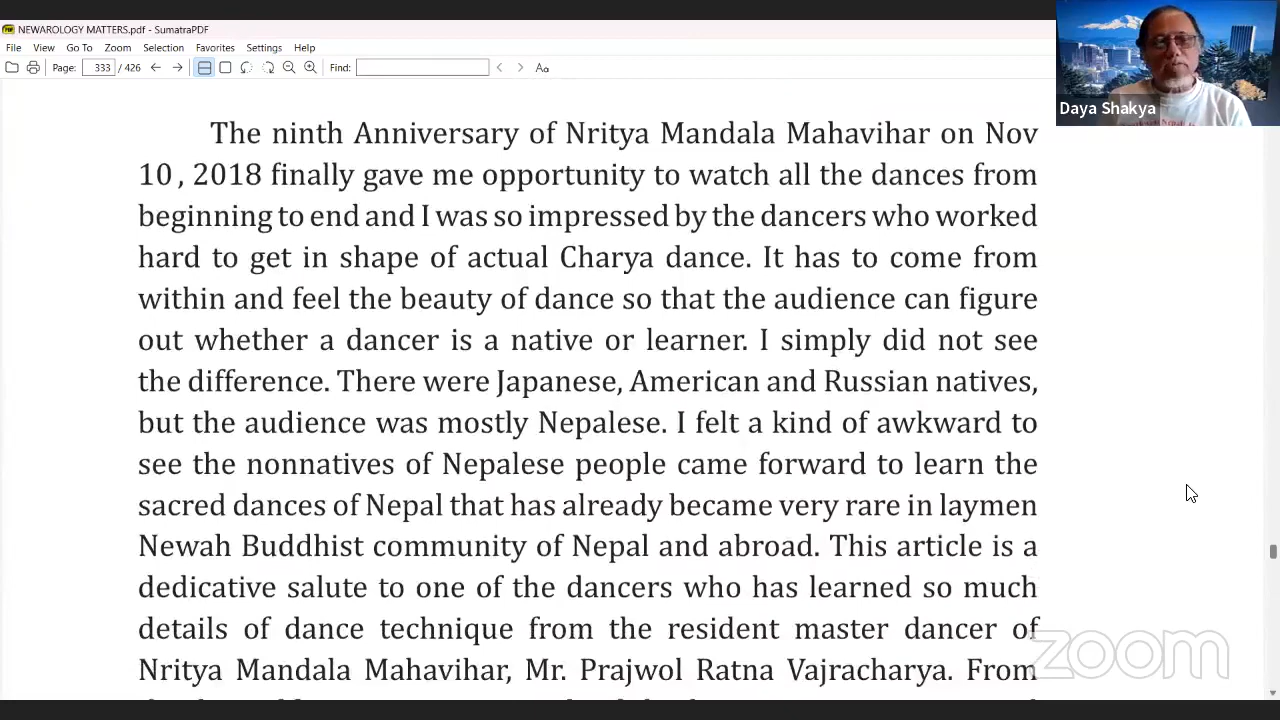 NEWAROLOGY MATTERS.pdf - SumatraPDF
File View Go To Zoom Selection Favorites Settings Help
Page: 333 / 426 Find: Aa
Daya Shakya
The ninth Anniversary of Nritya Mandala Mahavihar on Nov
10 , 2018 finally gave me opportunity to watch all the dances from
beginning to end and I was so impressed by the dancers who worked
hard to get in shape of actual Charya dance. It has to come from
within and feel the beauty of dance so that the audience can figure
out whether a dancer is a native or learner. I simply did not see
the difference. There were Japanese, American and Russian natives,
but the audience was mostly Nepalese. I felt a kind of awkward to
see the nonnatives of Nepalese people came forward to learn the
sacred dances of Nepal that has already became very rare in laymen
Newah Buddhist community of Nepal and abroad. This article is a
dedicative salute to one of the dancers who has learned so much
details of dance technique from the resident master dancer of
Nritya Mandala Mahavihar, Mr. Prajwol Ratna Vajracharya. From
zoom